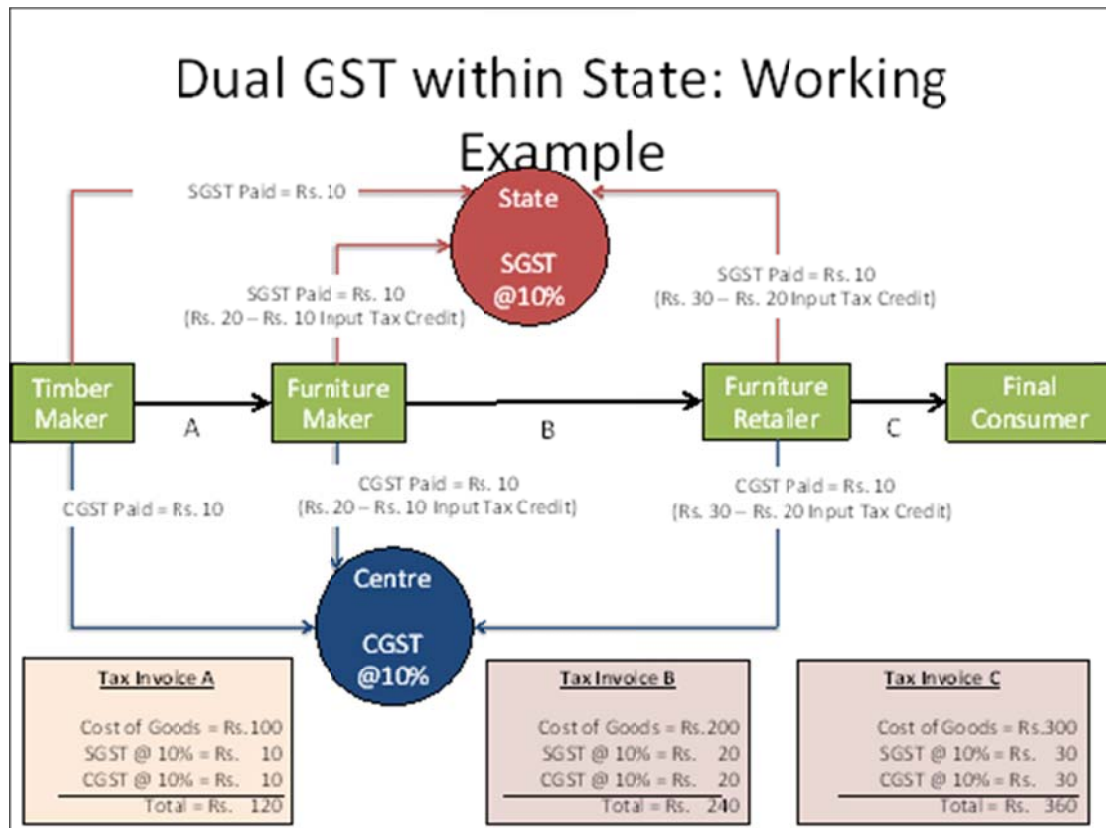 Dual GST within State: Working
Example
SGST Paid = Rs. 10
State
SGST
@10%
SGST Paid = Rs. 10
(Rs. 20 – Rs. 10 Input Tax Credit)
SGST Paid = Rs. 10
(Rs. 30 – Rs. 20 Input Tax Credit)
Timber
Maker
A
Furniture
Maker
B
Furniture
Retailer
C
Final
Consumer
CGST Paid = Rs. 10
CGST Paid = Rs. 10
(Rs. 20 – Rs. 10 Input Tax Credit)
CGST Paid = Rs. 10
(Rs. 30 – Rs. 20 Input Tax Credit)
Centre
CGST
@10%
Tax Invoice A
Cost of Goods = Rs.100
SGST @ 10% = Rs. 10
CGST @ 10% = Rs. 10
Total = Rs. 120
Tax Invoice B
Cost of Goods = Rs.200
SGST @ 10% = Rs. 20
CGST @ 10% = Rs. 20
Total = Rs. 240
Tax Invoice C
Cost of Goods = Rs.300
SGST @ 10% = Rs. 30
CGST @ 10% = Rs. 30
Total = Rs. 360